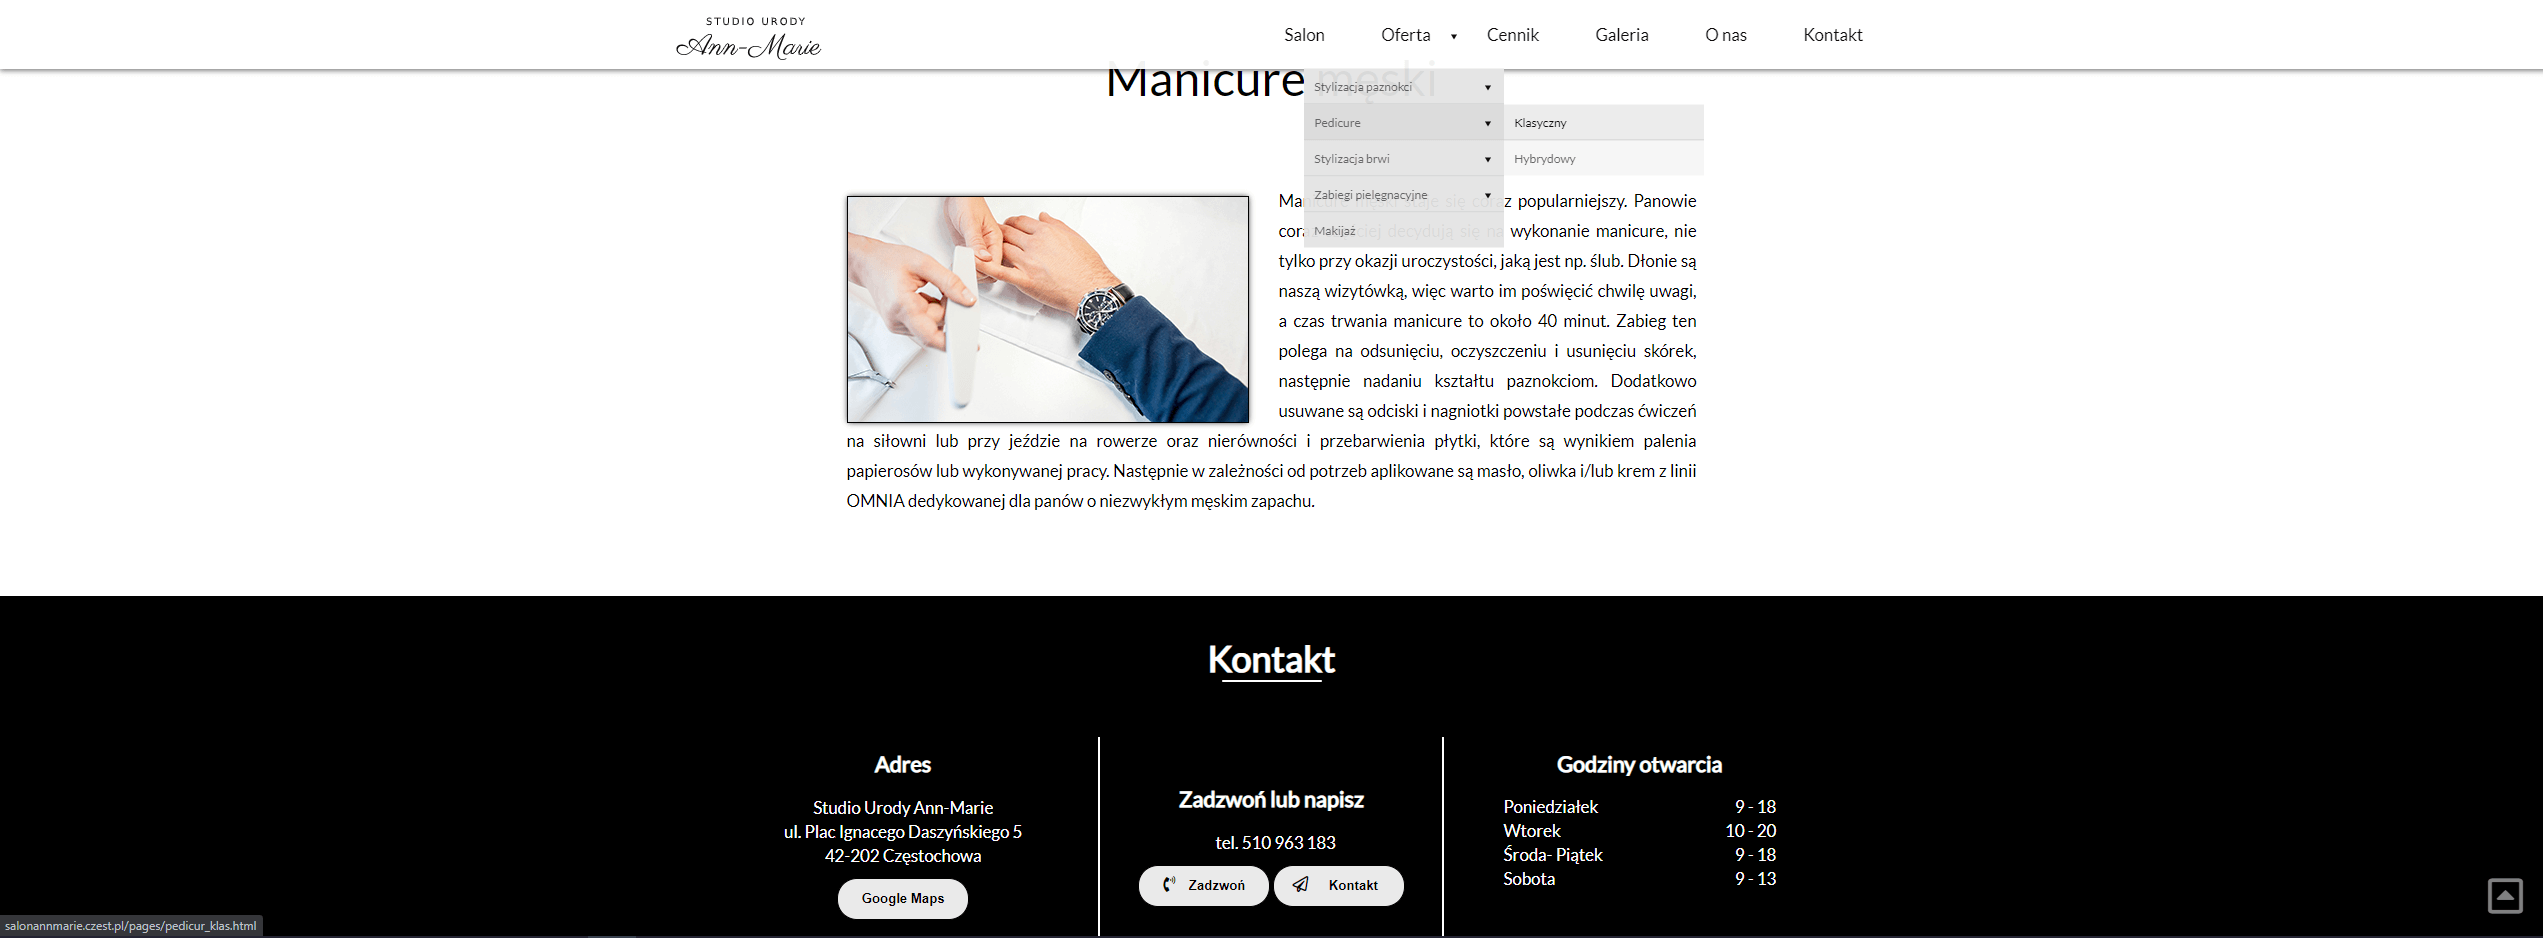 STUDIO URODY
Ann-Marie
Salon
Oferta
Cennik
Galeria
O nas
Kontakt
Manicure męski
Stylizacja paznokci
Pedicure
Klasyczny
Stylizacja brwi
Hybrydowy
Zabiegi pielęgnacyjne
Makijaż
Manicure męski staje się coraz popularniejszy. Panowie
decydują się na wykonanie manicure, nie
tylko przy okazji uroczystości, jaką jest np. ślub. Dłonie są
naszą wizytówką, więc warto im poświęcić chwilę uwagi,
a czas trwania manicure to około 40 minut. Zabieg ten
polega na odsunięciu, oczyszczeniu i usunięciu skórek,
następnie nadaniu kształtu paznokciom. Dodatkowo
usuwane są odciski i nagniotki powstałe podczas ćwiczeń
na siłowni lub przy jeździe na rowerze oraz nierówności i przebarwienia płytki, które są wynikiem palenia
papierosów lub wykonywanej pracy. Następnie w zależności od potrzeb aplikowane są masło, oliwka i/lub krem z linii
OMNIA dedykowanej dla panów o niezwykłym męskim zapachu.
Kontakt
Adres
Studio Urody Ann-Marie
ul. Plac Ignacego Daszyńskiego 5
42-202 Częstochowa
Google Maps
Zadzwoń lub napisz
tel. 510 963 183
Zadzwoń
Kontakt
Godziny otwarcia
Poniedziałek 9 - 18
Wtorek 10 - 20
Środa- Piątek 9 - 18
Sobota 9 - 13
salonannmarie.czest.pl/pages/pedicur_klas.html